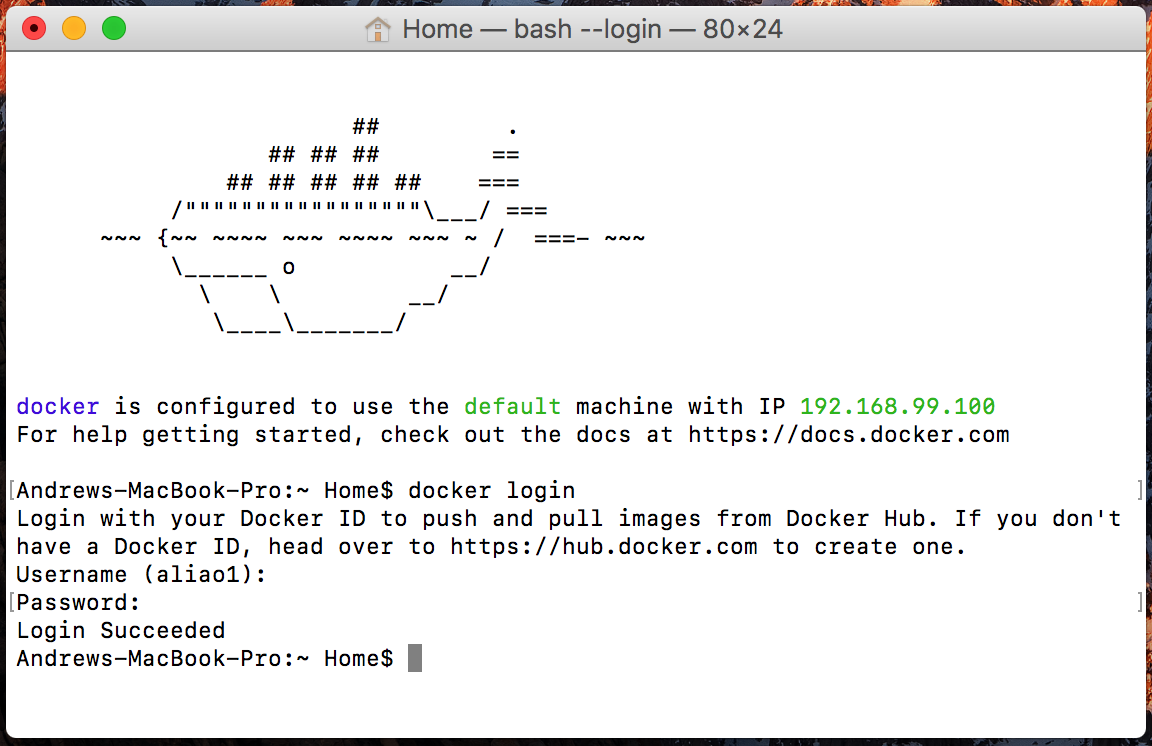 Home — bash --login — 80×24
                        ##         .
                  ## ## ##        ==
               ## ## ## ## ##    ===
           /"""""""""""""""""\___/ ===
      ~~~ {~~ ~~~~ ~~~ ~~~~ ~~~ ~ /  ===- ~~~
           \______ o           __/
             \    \         __/
              \____\_______/
docker is configured to use the default machine with IP 192.168.99.100
For help getting started, check out the docs at https://docs.docker.com
[Andrews-MacBook-Pro:~ Home$ docker login ]
Login with your Docker ID to push and pull images from Docker Hub. If you don't
have a Docker ID, head over to https://hub.docker.com to create one.
Username (aliao1):
[Password: ]
Login Succeeded
Andrews-MacBook-Pro:~ Home$